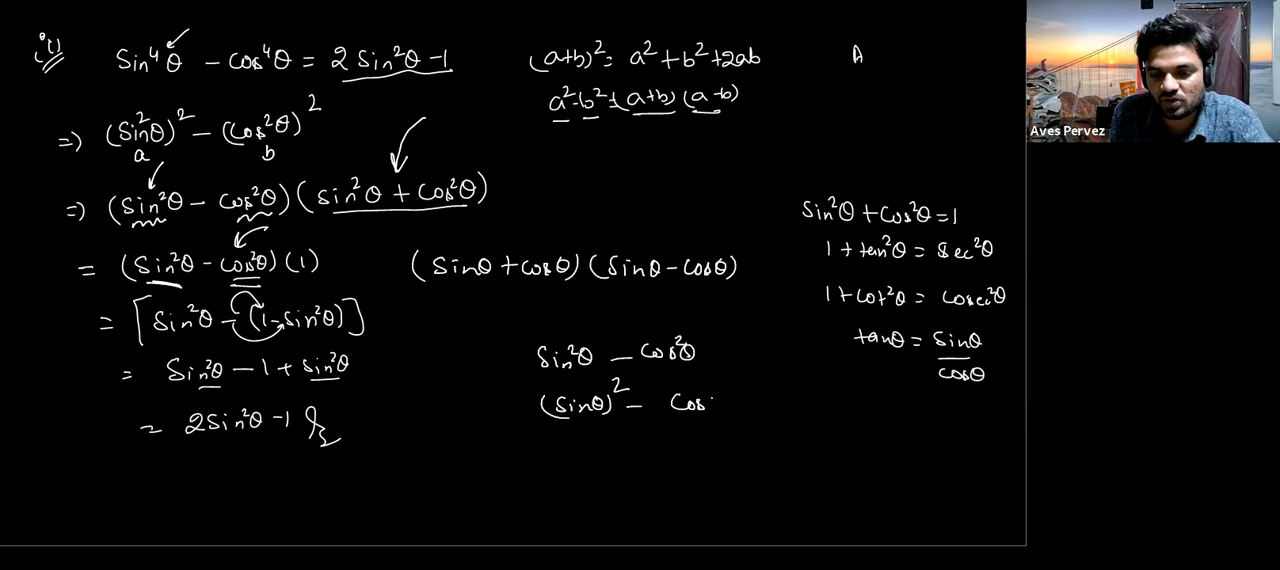 ii)
Sin⁴θ - cos⁴θ = 2 Sin²θ - 1
⇒ (Sin²θ)² - (Cos²θ)²
a b
⇒ (Sin²θ - Cos²θ) (Sin²θ + Cos²θ)
= (Sin²θ - Cos²θ) (1)
= [Sin²θ - (1 - Sin²θ)]
= Sin²θ - 1 + Sin²θ
= 2Sin²θ - 1
(a+b)² = a² + b² + 2ab
a² - b² = (a+b) (a-b)
(Sinθ + Cosθ) (Sinθ - Cosθ)
Sin²θ - Cos²θ
(Sinθ)² - Cos
A
Sin²θ + Cos²θ = 1
1 + tan²θ = Sec²θ
1 + Cot²θ = Cosec²θ
tanθ = Sinθ
Cosθ
Aves Pervez